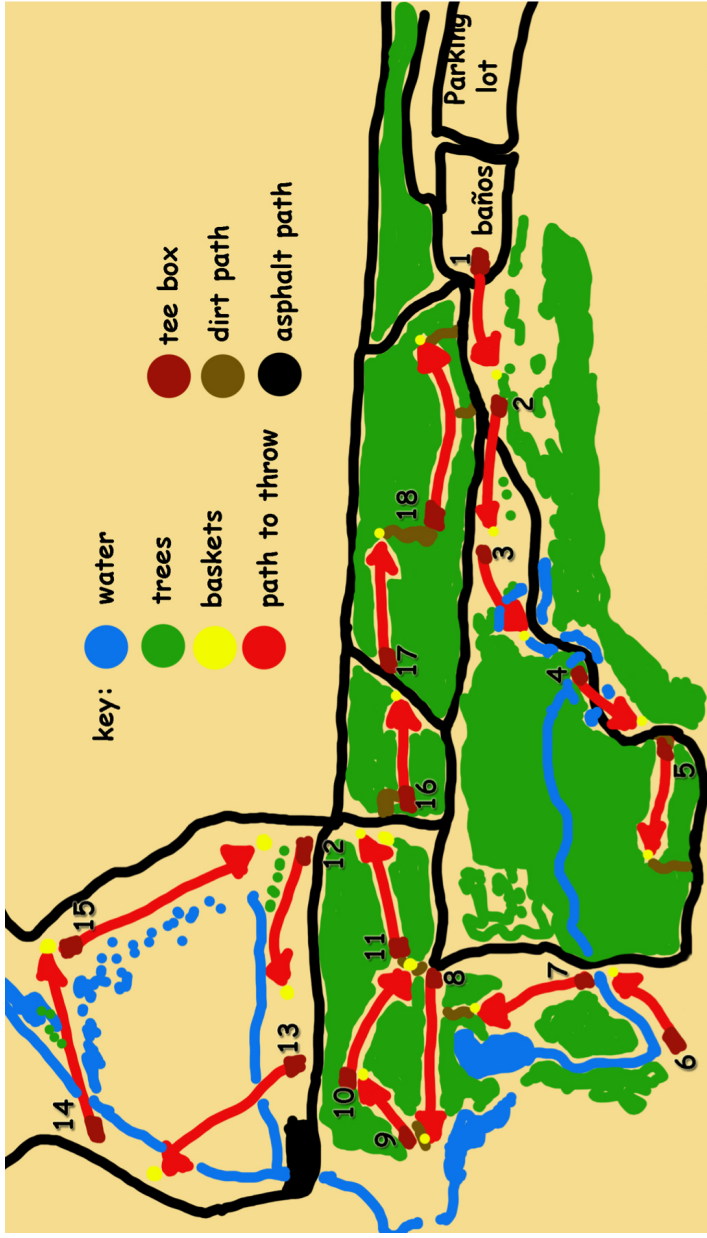 key:
water
trees
baskets
path to throw
tee box
dirt path
asphalt path
Parking
lot
baños
1
2
3
4
5
6
7
8
9
10
11
12
13
14
15
16
17
18